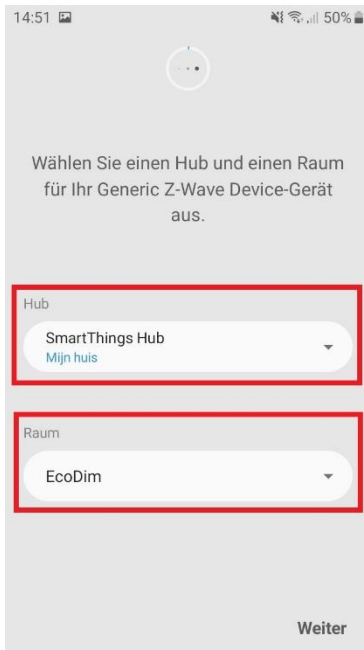 14:51 50%
Wählen Sie einen Hub und einen Raum
für Ihr Generic Z-Wave Device-Gerät
aus.
Hub
SmartThings Hub
Mijn huis
Raum
EcoDim
Weiter